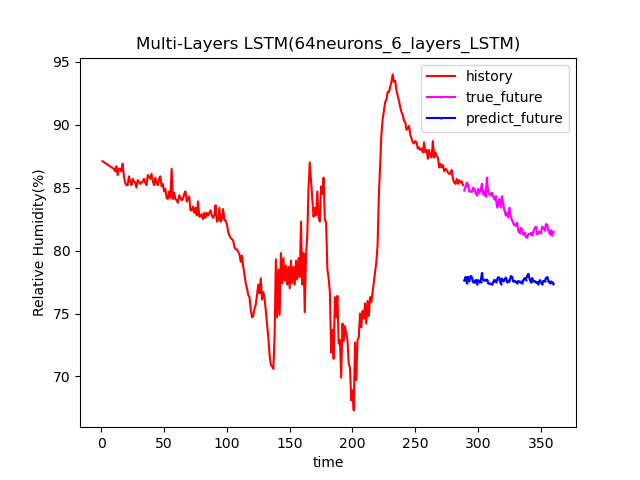 Multi-Layers LSTM(64neurons_6_layers_LSTM)
95
90
85
80
75
70
Relative Humidity(%)
history
true_future
predict_future
0
50
100
150
200
250
300
350
time